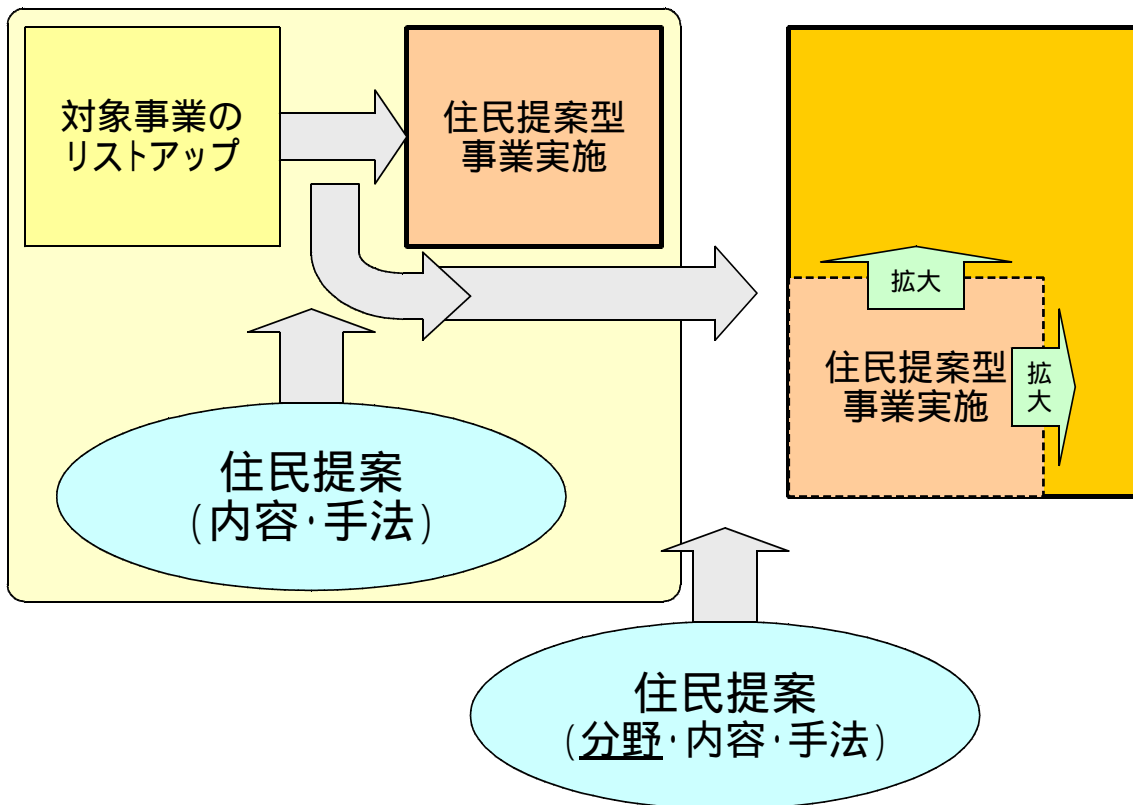 対象事業の
リストアップ
住民提案型
事業実施
拡大
住民提案型
事業実施
拡
大
住民提案
(内容・手法)
住民提案
(分野・内容・手法)